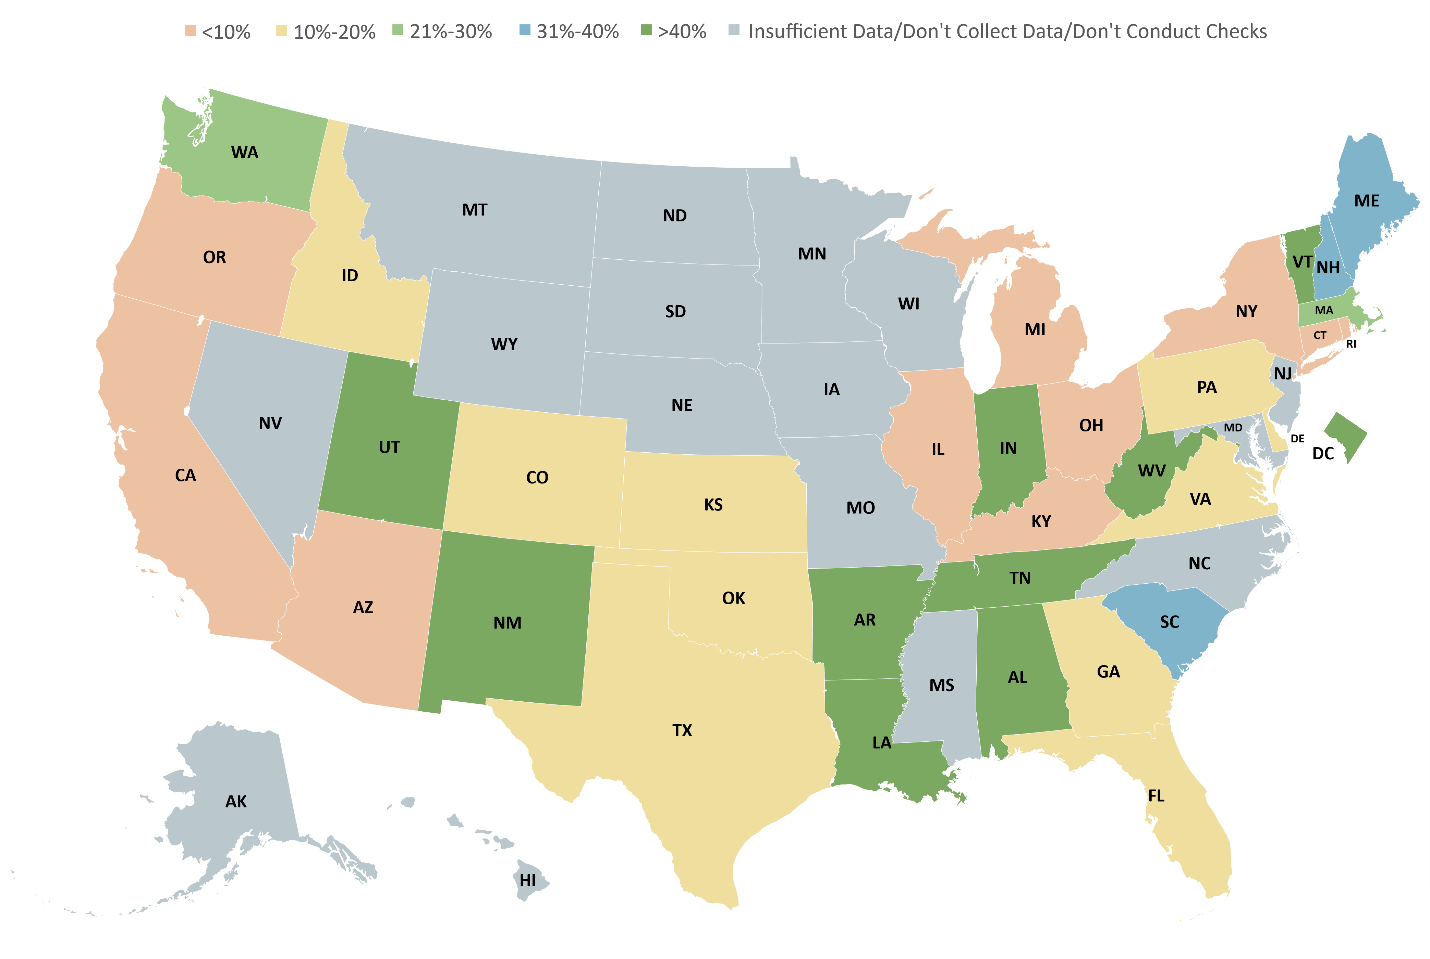 <10% 10%-20% 21%-30% 31%-40% >40% Insufficient Data/Don't Collect Data/Don't Conduct Checks
WA
MT
ND
ME
OR
ID
MN
VT
NH
SD
WI
NY
MA
WY
MI
CT
RI
NE
IA
PA
NJ
NV
UT
IL
IN
OH
MD
DE
DC
CA
CO
KS
MO
WV
VA
KY
AZ
NM
OK
AR
TN
NC
SC
TX
LA
MS
AL
GA
FL
AK
HI